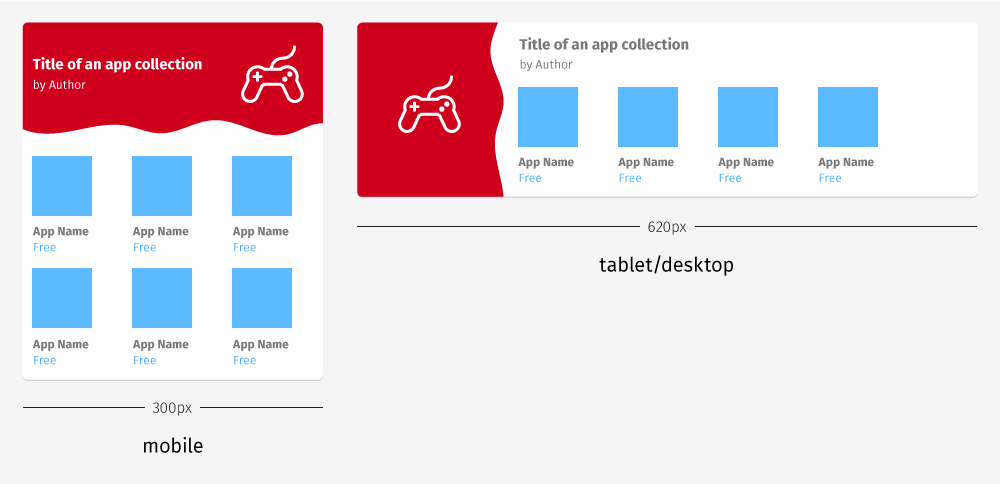 Title of an app collection
by Author
App Name App Name App Name
Free Free Free
App Name App Name App Name
Free Free Free
300px
mobile
Title of an app collection
by Author
App Name App Name App Name App Name
Free Free Free Free
620px
tablet/desktop